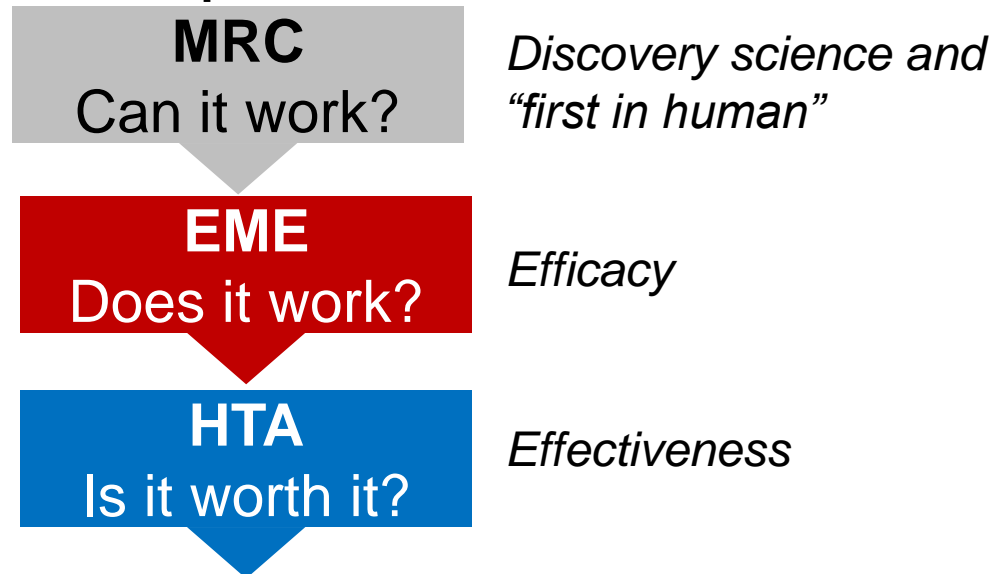 MRC
Can it work?
Discovery science and
“first in human”
EME
Does it work?
Efficacy
HTA
Is it worth it?
Effectiveness